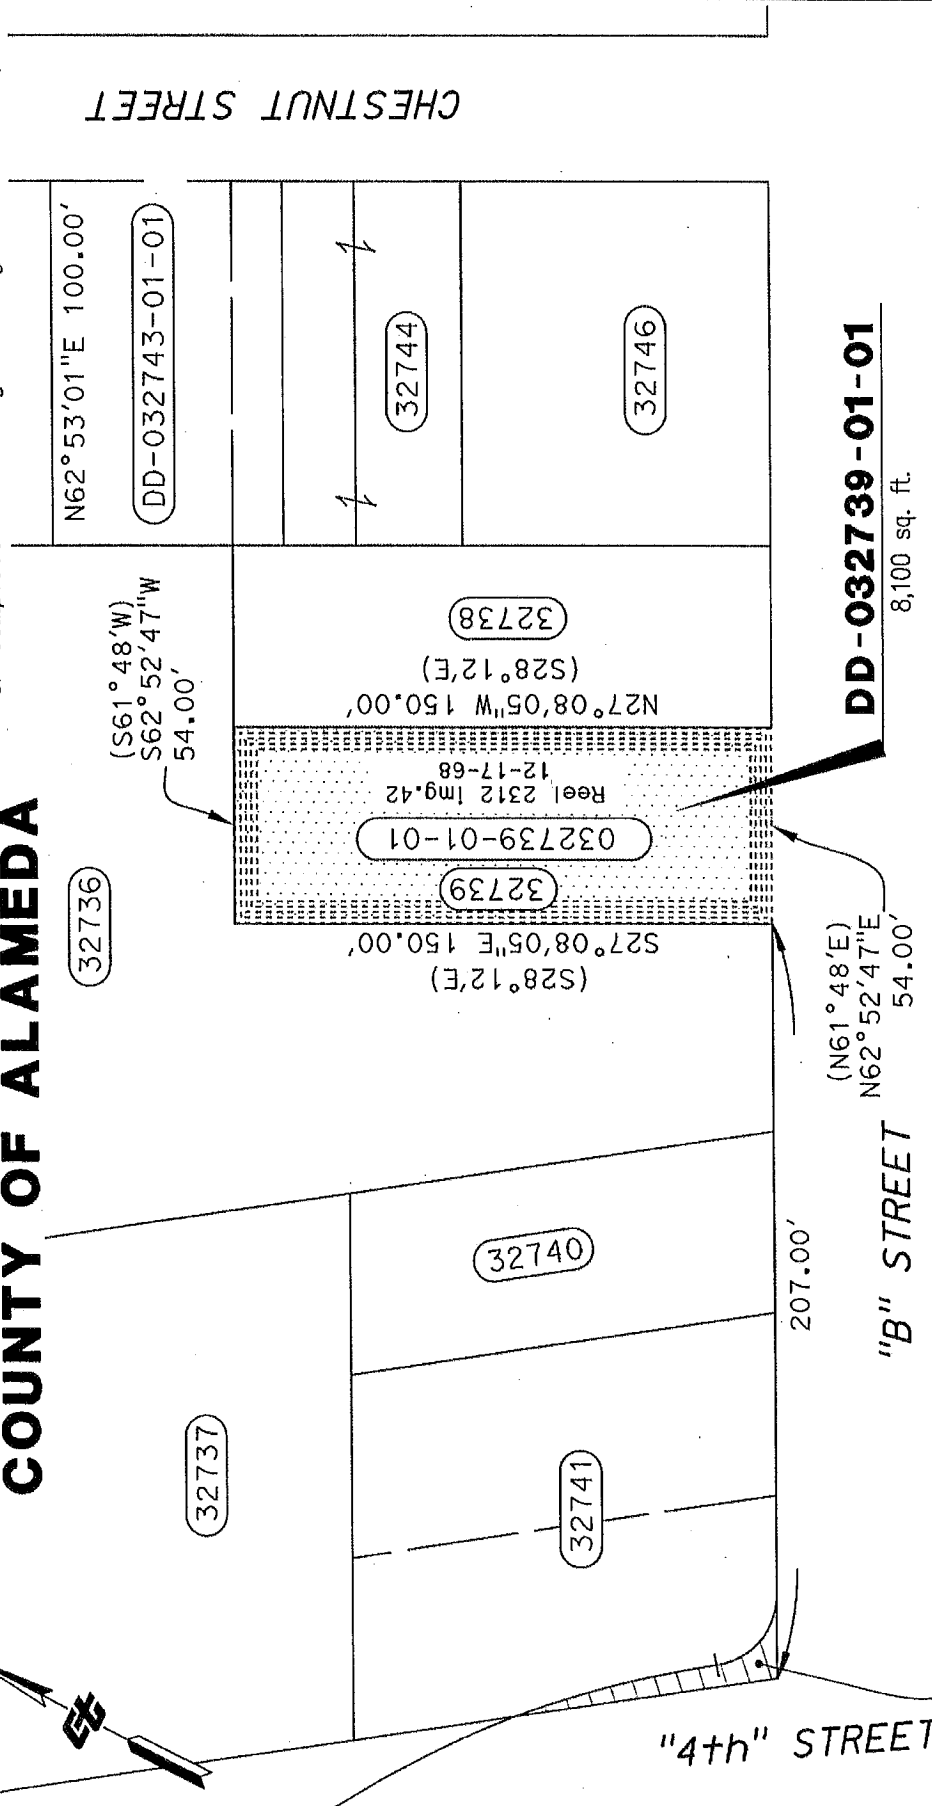 COUNTY OF ALAMEDA
CHESTNUT STREET
N62°53'01"E 100.00'
DD-032743-01-01
32744
32746
(S61°48'W)
S62°52'47"W
54.00'
32736
32738
(S28°12'E)
N27°08'05"W 150.00'
Reel 2312 Img.42
12-17-68
032739-01-01
32739
S27°08'05"E 150.00'
(S28°12'E)
DD-032739-01-01
8,100 sq. ft.
(N61°48'E)
N62°52'47"E
54.00'
32737
32740
32741
207.00'
"B" STREET
"4th" STREET